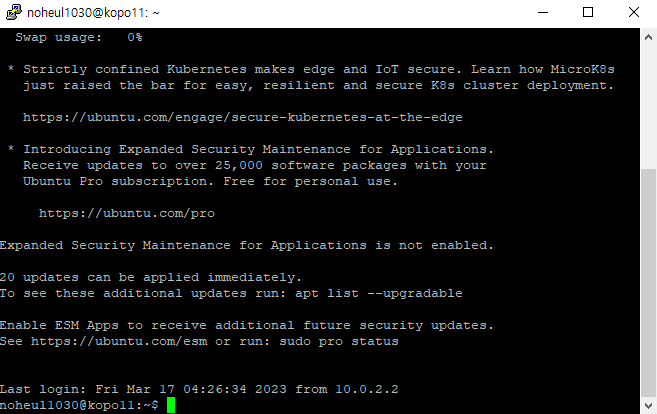 noheul1030@kopo11: ~
Swap usage:   0%
* Strictly confined Kubernetes makes edge and IoT secure. Learn how MicroK8s
just raised the bar for easy, resilient and secure K8s cluster deployment.
https://ubuntu.com/engage/secure-kubernetes-at-the-edge
* Introducing Expanded Security Maintenance for Applications.
Receive updates to over 25,000 software packages with your
Ubuntu Pro subscription. Free for personal use.
https://ubuntu.com/pro
Expanded Security Maintenance for Applications is not enabled.
20 updates can be applied immediately.
To see these additional updates run: apt list --upgradable
Enable ESM Apps to receive additional future security updates.
See https://ubuntu.com/esm or run: sudo pro status
Last login: Fri Mar 17 04:26:34 2023 from 10.0.2.2
noheul1030@kopo11:~$